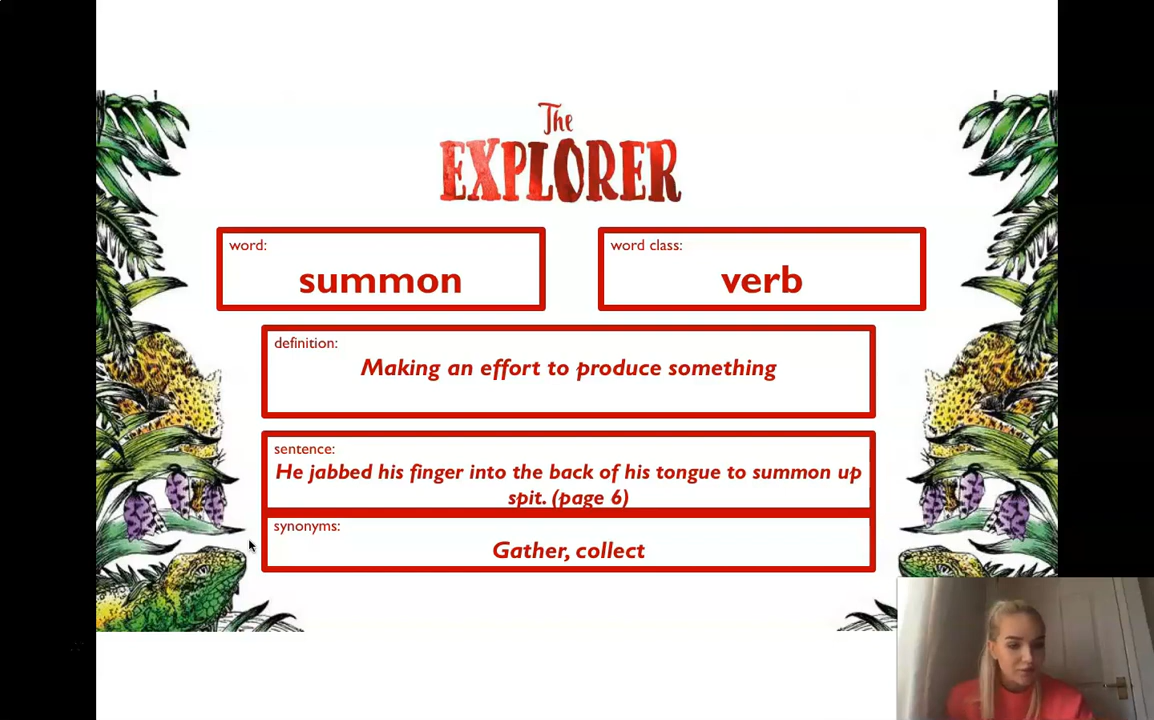 The
EXPLORER
word:
summon
word class:
verb
definition:
Making an effort to produce something
sentence:
He jabbed his finger into the back of his tongue to summon up
spit. (page 6)
synonyms:
Gather, collect